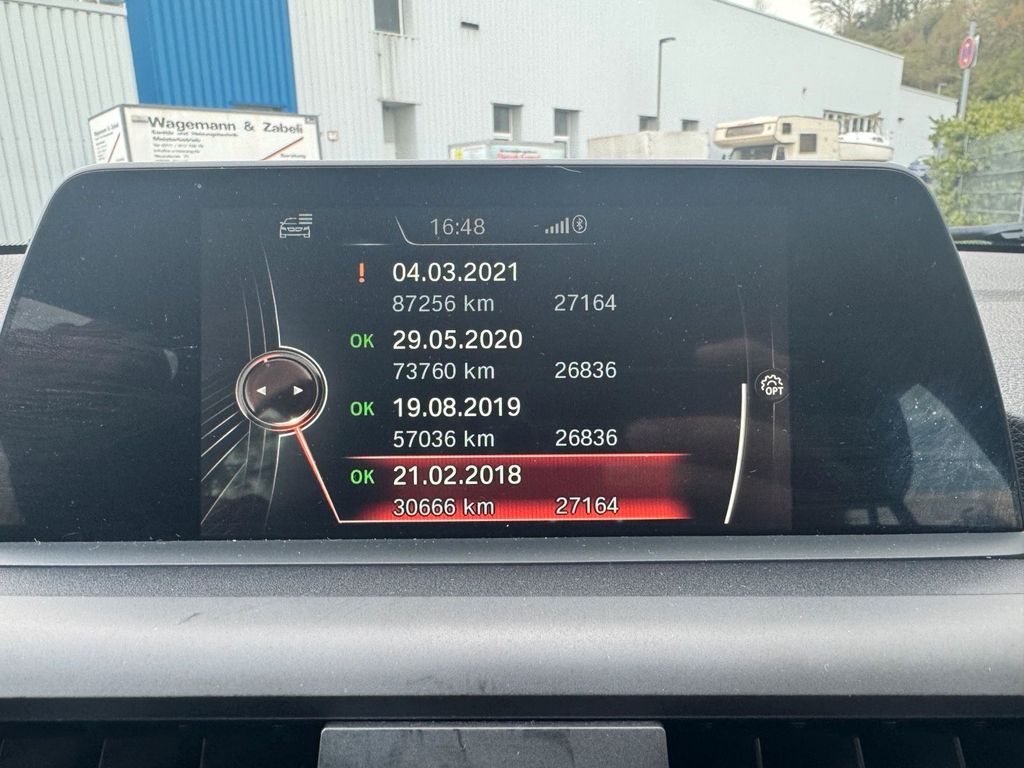 Wagemann & Zabeli
16:48
! 04.03.2021
87256 km 27164
OK 29.05.2020
73760 km 26836
OK 19.08.2019
57036 km 26836
OK 21.02.2018
30666 km 27164
OPT